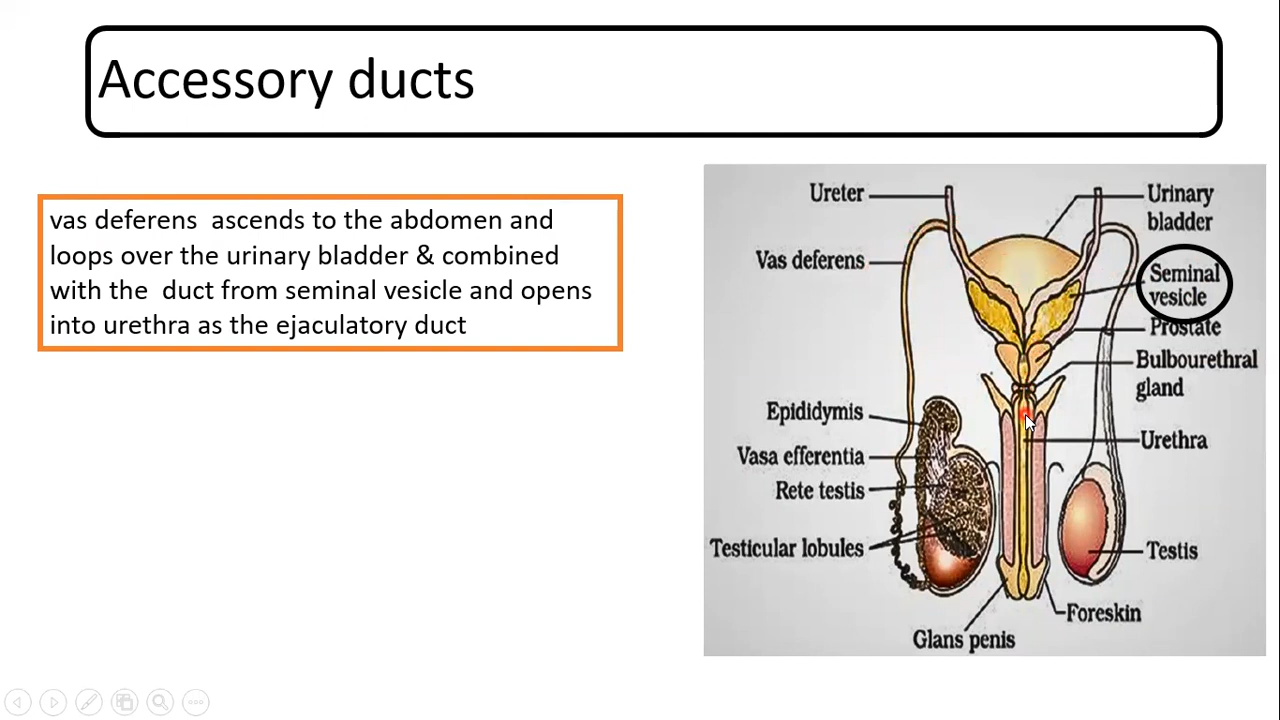 Accessory ducts
vas deferens ascends to the abdomen and
loops over the urinary bladder & combined
with the duct from seminal vesicle and opens
into urethra as the ejaculatory duct
Ureter
Vas deferens
Epididymis
Vasa efferentia
Rete testis
Testicular lobules
Glans penis
Urinary
bladder
Seminal
vesicle
Prostate
Bulbourethral
gland
Urethra
Testis
Foreskin